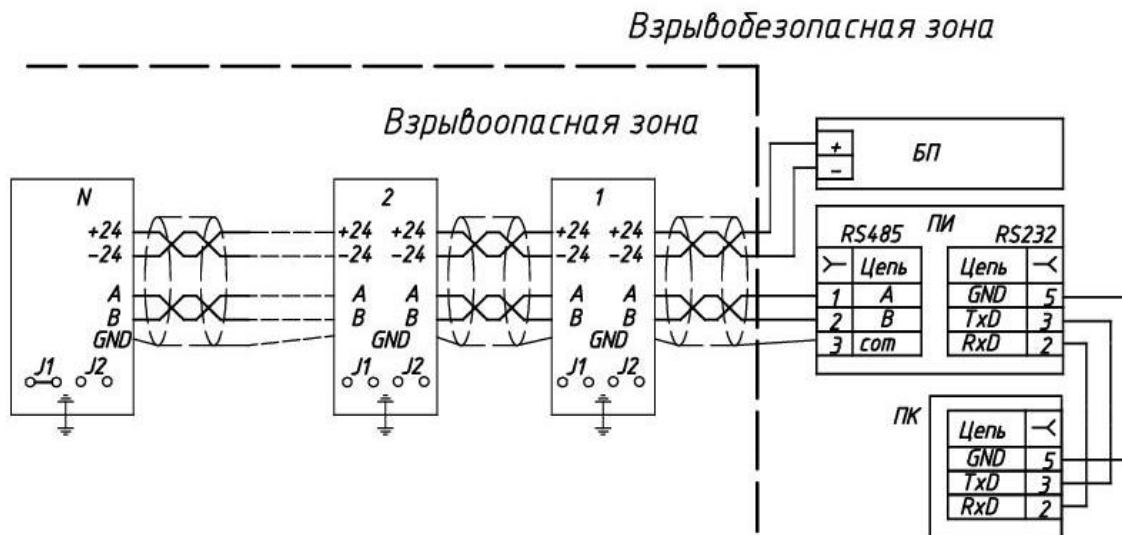 Взрывобезопасная зона
Взрывоопасная зона
БП
+
-
N
2
1
+24
+24
+24
+24
+24
-24
-24
-24
-24
-24
A
A
A
A
A
B
B
B
B
B
GND
GND
GND
J1 J2
J1 J2
J1 J2
RS485 ПИ RS232
Цепь Цепь
1 A GND 5
2 B TxD 3
3 com RxD 2
ПК
Цепь
GND 5
TxD 3
RxD 2